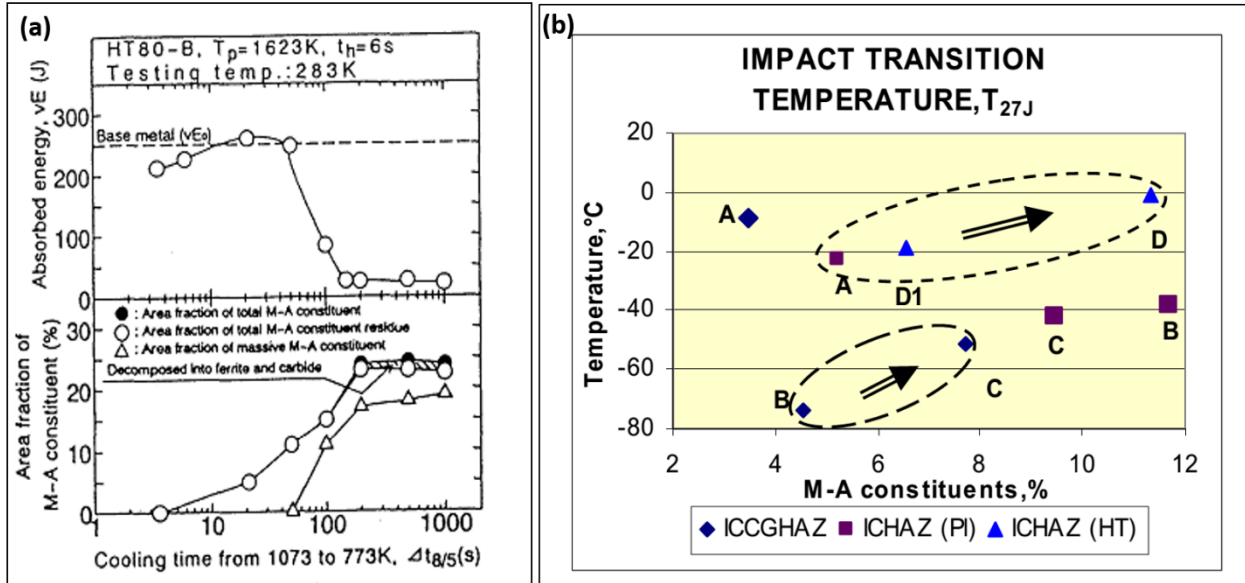 (a)
HT80-B, Tp=1623K, th=6s
Testing temp.:283K
Absorbed energy, vE (J)
300
200
100
0
Base metal (vE₀)
●: Area fraction of total M-A constituent
○: Area fraction of total M-A constituent residue
△: Area fraction of massive M-A constituent
Decomposed into ferrite and carbide
Area fraction of
M-A constituent (%)
20
10
0
1 10 100 1000
Cooling time from 1073 to 773K, ⊿t8/5(s)
(b)
IMPACT TRANSITION
TEMPERATURE,T27J
Temperature,°C
20
0
-20
-40
-60
-80
A
A
D1
D
C
B
B
C
2 4 6 8 10 12
M-A constituents,%
◆ ICCGHAZ ■ ICHAZ (PI) ▲ ICHAZ (HT)